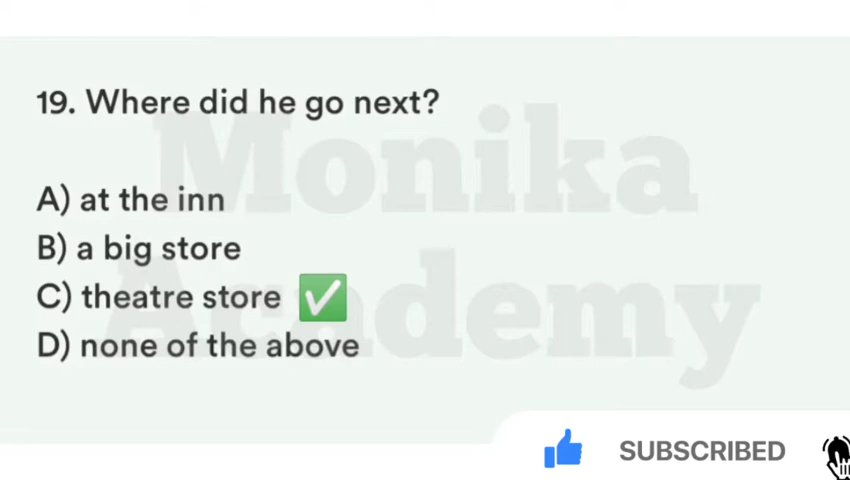 19. Where did he go next?
A) at the inn
B) a big store
C) theatre store ✅
D) none of the above
Monika
Academy
SUBSCRIBED